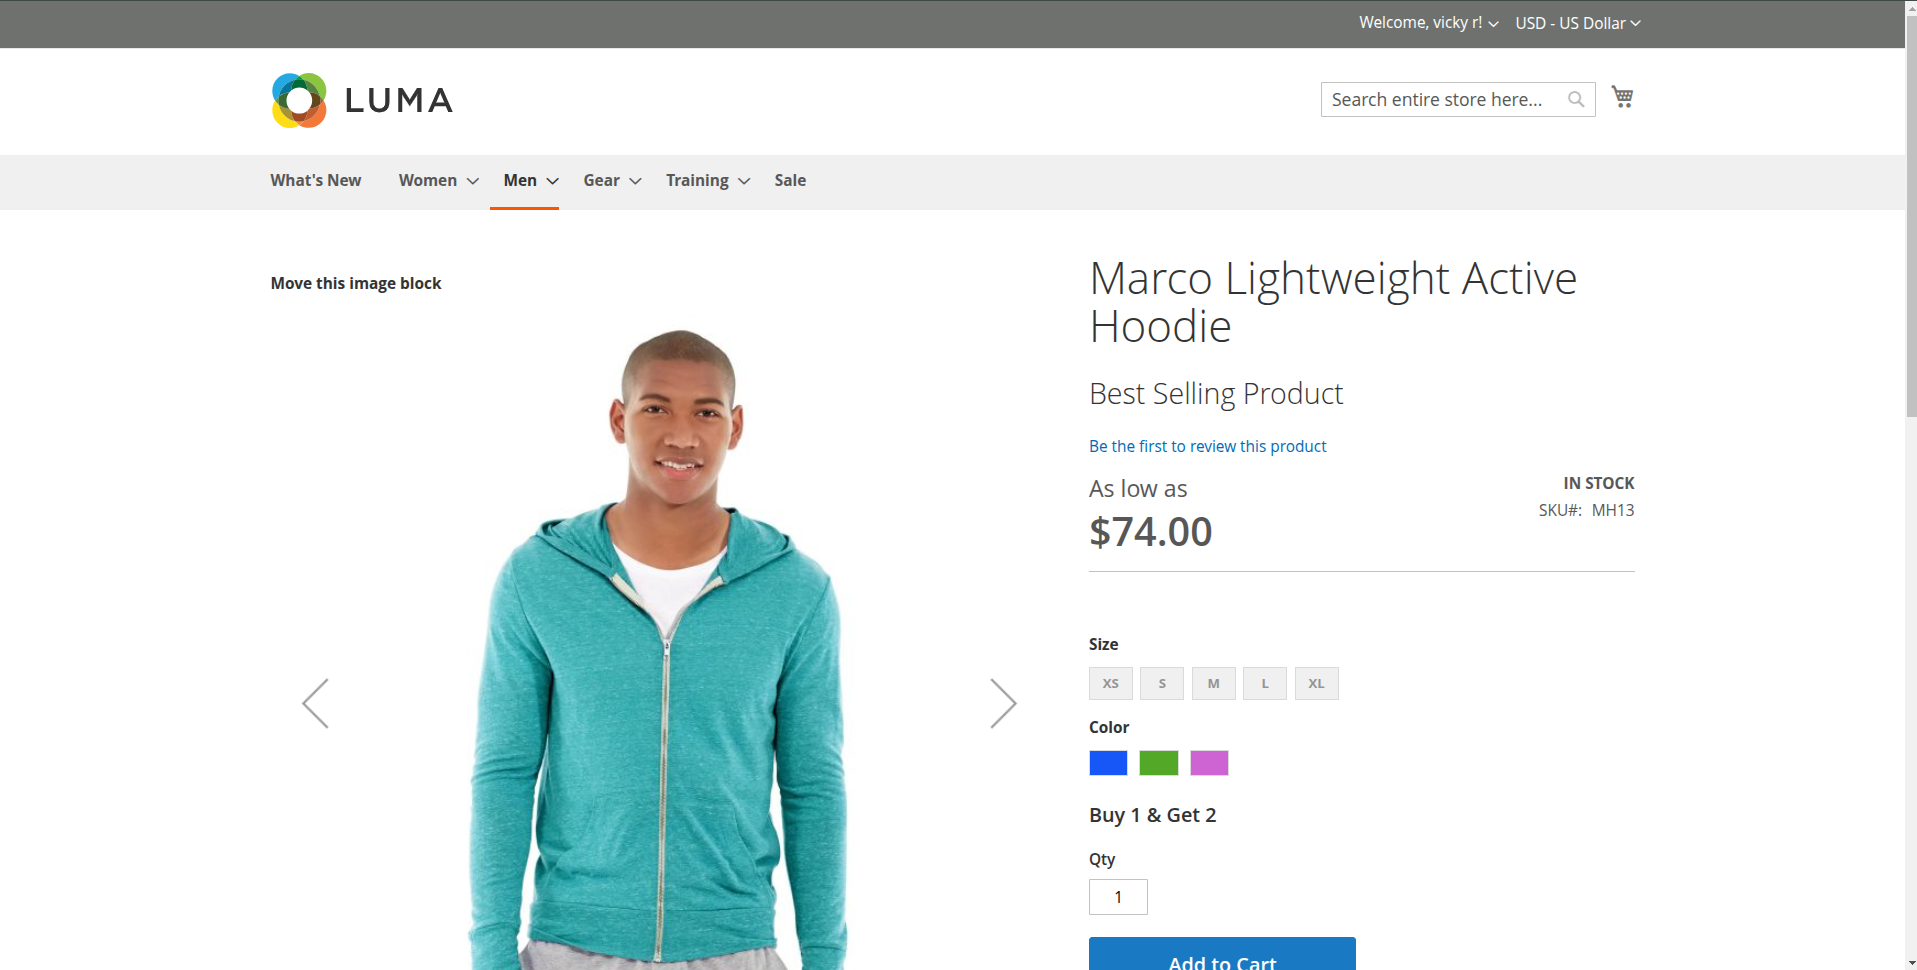 Welcome, vicky r! USD - US Dollar
LUMA
Search entire store here...
What's New Women Men Gear Training Sale
Move this image block
Marco Lightweight Active
Hoodie
Best Selling Product
Be the first to review this product
As low as
$74.00
IN STOCK
SKU#: MH13
Size
XS S M L XL
Color
Buy 1 & Get 2
Qty
1
Add to Cart